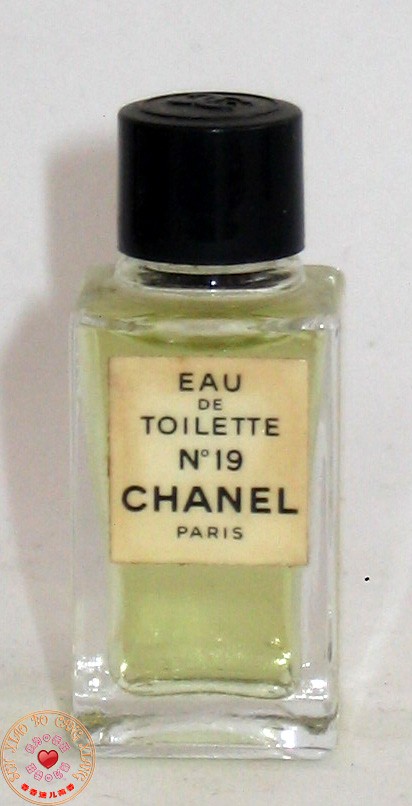 EAU
DE
TOILETTE
N°19
CHANEL
PARIS